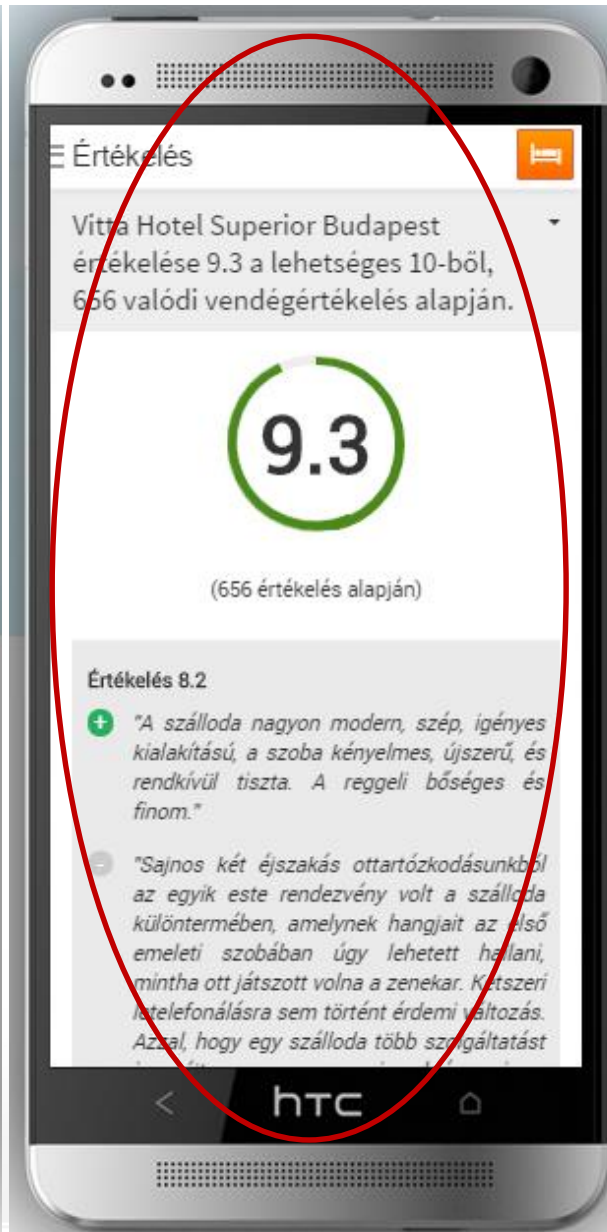 Értékelés
Vitta Hotel Superior Budapest
értékelése 9.3 a lehetséges 10-ből,
656 valódi vendégértékelés alapján.
9.3
(656 értékelés alapján)
Értékelés 8.2
"A szálloda nagyon modern, szép, igényes
kialakítású, a szoba kényelmes, újszerű, és
rendkívül tiszta. A reggeli bőséges és
finom."
"Sajnos két éjszakás ottartózkodásunkból
az egyik este rendezvény volt a szálloda
különtermében, amelynek hangjait az első
emeleti szobában úgy lehetett hallani,
mintha ott játszott volna a zenekar. Kétszeri
letelefonálásra sem történt érdemi változás.
Azzal, hogy egy szálloda több szolgáltatást
hTC